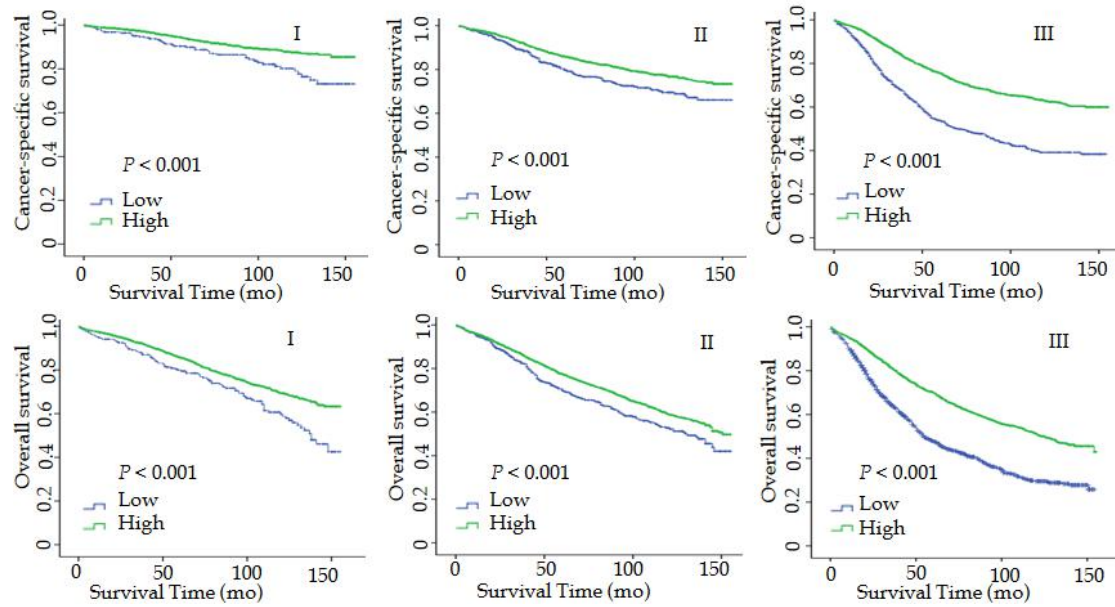 Cancer-specific survival
0 0.2 0.4 0.6 0.8 1.0
I
P < 0.001
Low
High
0 50 100 150
Survival Time (mo)
Cancer-specific survival
0 0.2 0.4 0.6 0.8 1.0
II
P < 0.001
Low
High
0 50 100 150
Survival Time (mo)
Cancer-specific survival
0 0.2 0.4 0.6 0.8 1.0
III
P < 0.001
Low
High
0 50 100 150
Survival Time (mo)
Overall survival
0 0.2 0.4 0.6 0.8 1.0
I
P < 0.001
Low
High
0 50 100 150
Survival Time (mo)
Overall survival
0 0.2 0.4 0.6 0.8 1.0
II
P < 0.001
Low
High
0 50 100 150
Survival Time (mo)
Overall survival
0 0.2 0.4 0.6 0.8 1.0
III
P < 0.001
Low
High
0 50 100 150
Survival Time (mo)